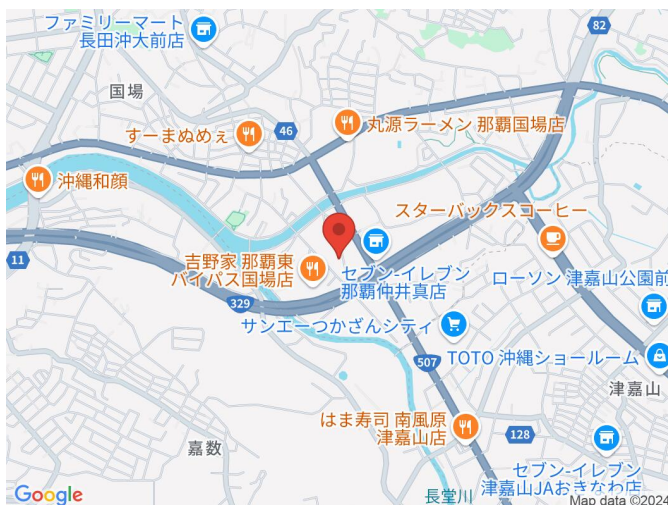 ファミリーマート
長田沖大前店
82
国場
すーまぬめぇ
46
丸源ラーメン 那覇国場店
沖縄和顔
スターバックスコーヒー
11
吉野家 那覇東
バイパス国場店
セブン-イレブン
那覇仲井真店
ローソン 津嘉山公園前
329
サンエーつかざんシティ
507
TOTO 沖縄ショールーム
津嘉山
はま寿司 南風原
津嘉山店
128
嘉数
セブン-イレブン
津嘉山JAおきなわ店
長堂川
Google
Map data ©2024